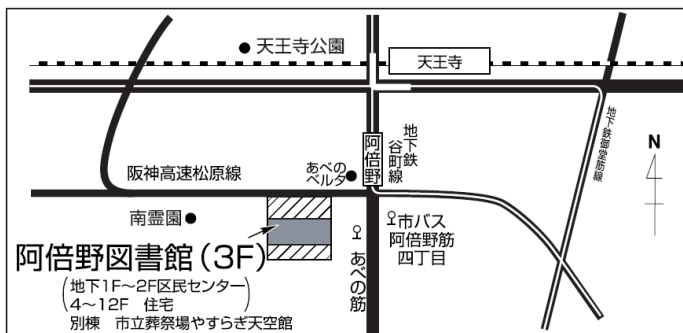 天王寺公園
天王寺
地下鉄御堂筋線
N
地下鉄
谷町線
阿倍野
阪神高速松原線
あべの
ベルタ
南霊園
市バス
阿倍野筋
四丁目
あべの筋
阿倍野図書館(3F)
地下1F～2F区民センター
4～12F 住宅
別棟 市立葬祭場やすらぎ天空館